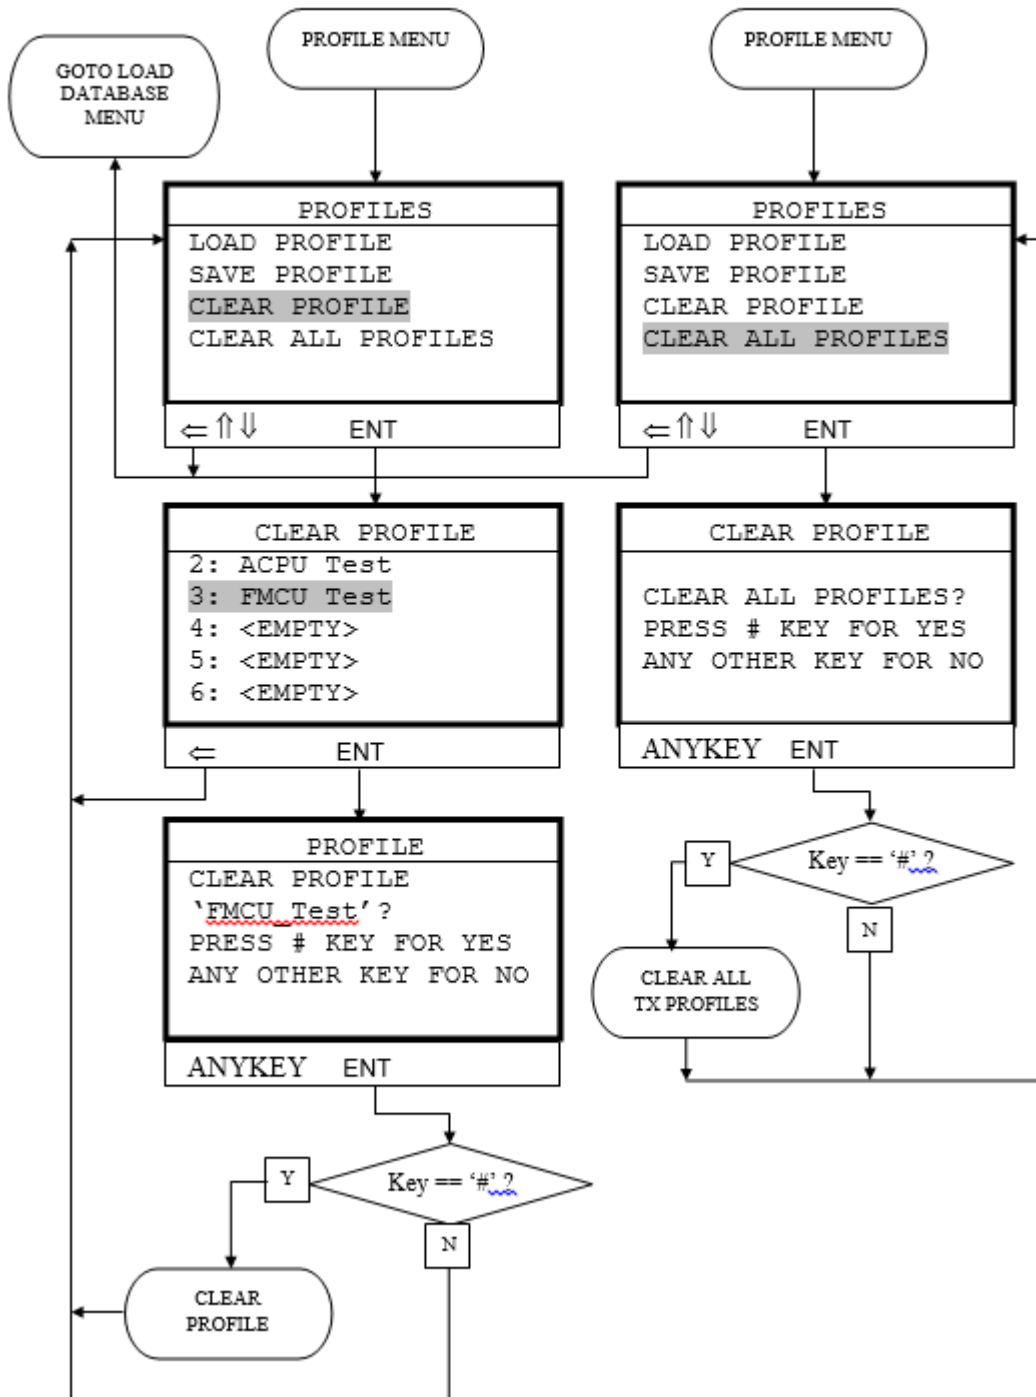 PROFILE MENU
PROFILE MENU
GOTO LOAD
DATABASE
MENU
PROFILES
LOAD PROFILE
SAVE PROFILE
CLEAR PROFILE
CLEAR ALL PROFILES
⇐ ⇑ ⇓ ENT
PROFILES
LOAD PROFILE
SAVE PROFILE
CLEAR PROFILE
CLEAR ALL PROFILES
⇐ ⇑ ⇓ ENT
CLEAR PROFILE
2: ACPU Test
3: FMCU Test
4: <EMPTY>
5: <EMPTY>
6: <EMPTY>
⇐ ENT
CLEAR PROFILE
CLEAR ALL PROFILES?
PRESS # KEY FOR YES
ANY OTHER KEY FOR NO
ANYKEY ENT
PROFILE
CLEAR PROFILE
‘FMCU_Test’?
PRESS # KEY FOR YES
ANY OTHER KEY FOR NO
ANYKEY ENT
Key == ‘#’ ?
Y
N
CLEAR ALL
TX PROFILES
Key == ‘#’ ?
Y
N
CLEAR
PROFILE